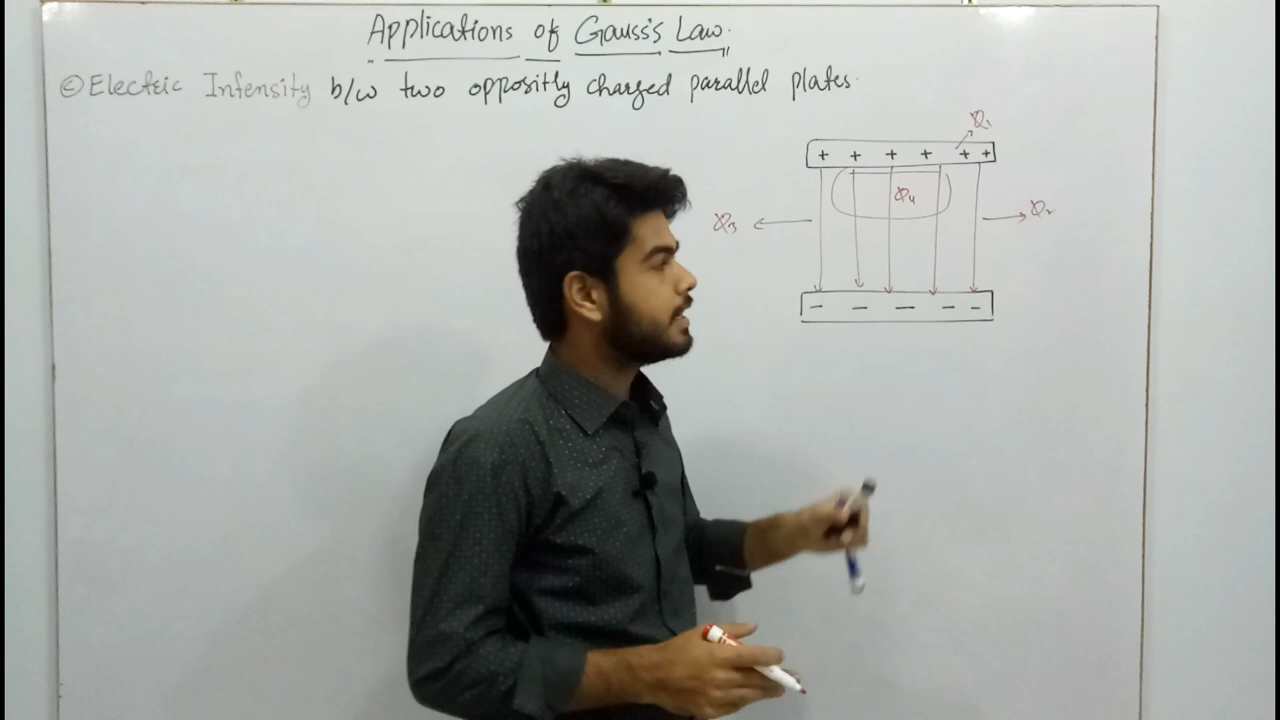 Applications of Gauss's Law.
© Electric Intensity b/w two oppositly charged parallel plates.
Φ₁
+ + + + + +
Φ₄
Φ₃
Φ₂
− − − − −